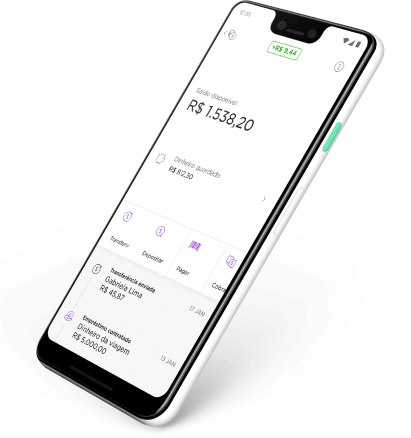 12:30
+R$ 9,44
Saldo disponível
R$ 1.538,20
Dinheiro guardado
R$ 812,30
Transferir
Depositar
Pagar
Cobrar
Transferência enviada
17 JAN
Gabriela Lima
R$ 45,87
Empréstimo contratado
13 JAN
Dinheiro da viagem
R$ 5.000,00